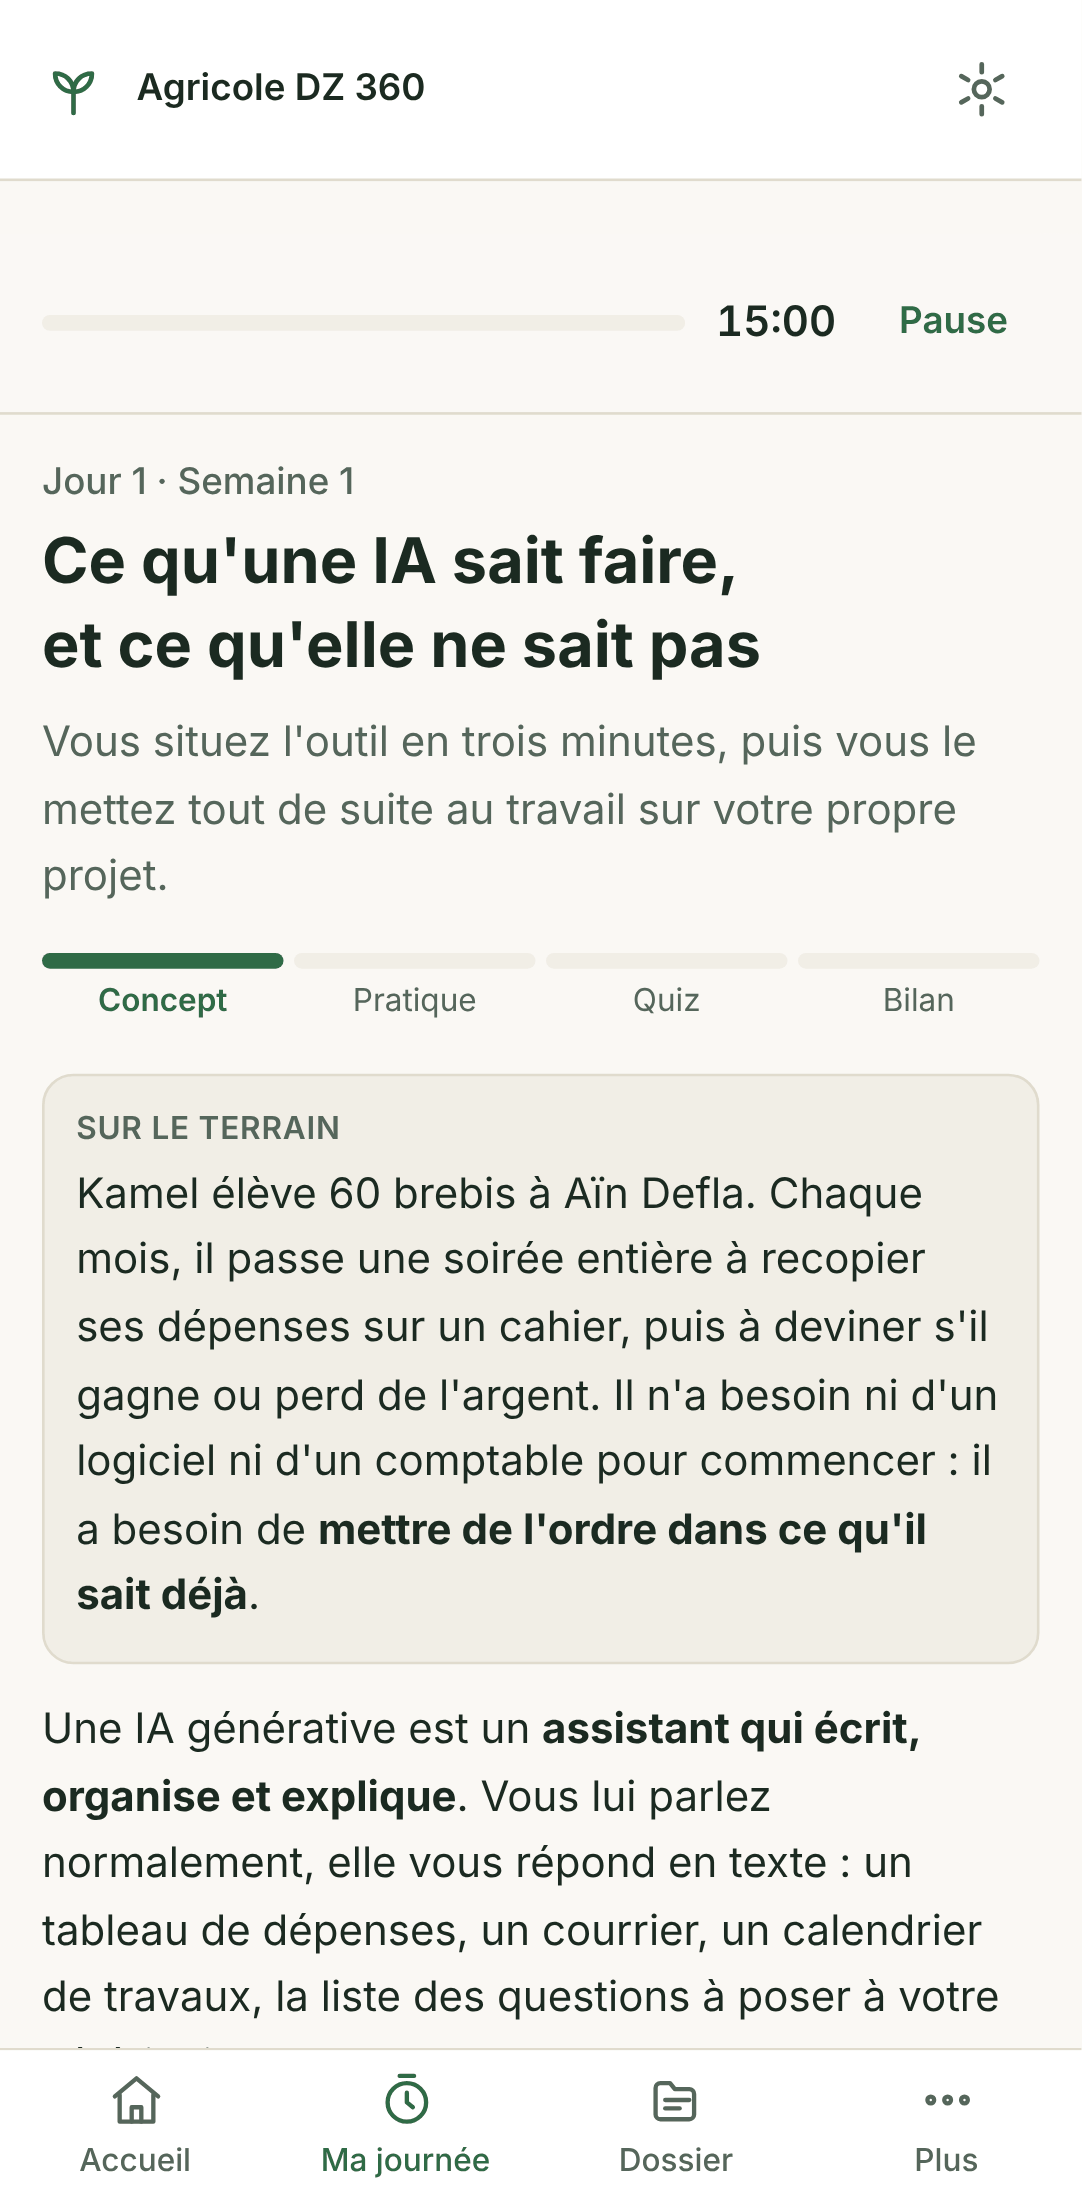 Agricole DZ 360
15:00 Pause
Jour 1 · Semaine 1
Ce qu'une IA sait faire,
et ce qu'elle ne sait pas
Vous situez l'outil en trois minutes, puis vous le
mettez tout de suite au travail sur votre propre
projet.
Concept Pratique Quiz Bilan
SUR LE TERRAIN
Kamel élève 60 brebis à Aïn Defla. Chaque
mois, il passe une soirée entière à recopier
ses dépenses sur un cahier, puis à deviner s'il
gagne ou perd de l'argent. Il n'a besoin ni d'un
logiciel ni d'un comptable pour commencer : il
a besoin de mettre de l'ordre dans ce qu'il
sait déjà.
Une IA générative est un assistant qui écrit,
organise et explique. Vous lui parlez
normalement, elle vous répond en texte : un
tableau de dépenses, un courrier, un calendrier
de travaux, la liste des questions à poser à votre
Accueil Ma journée Dossier Plus